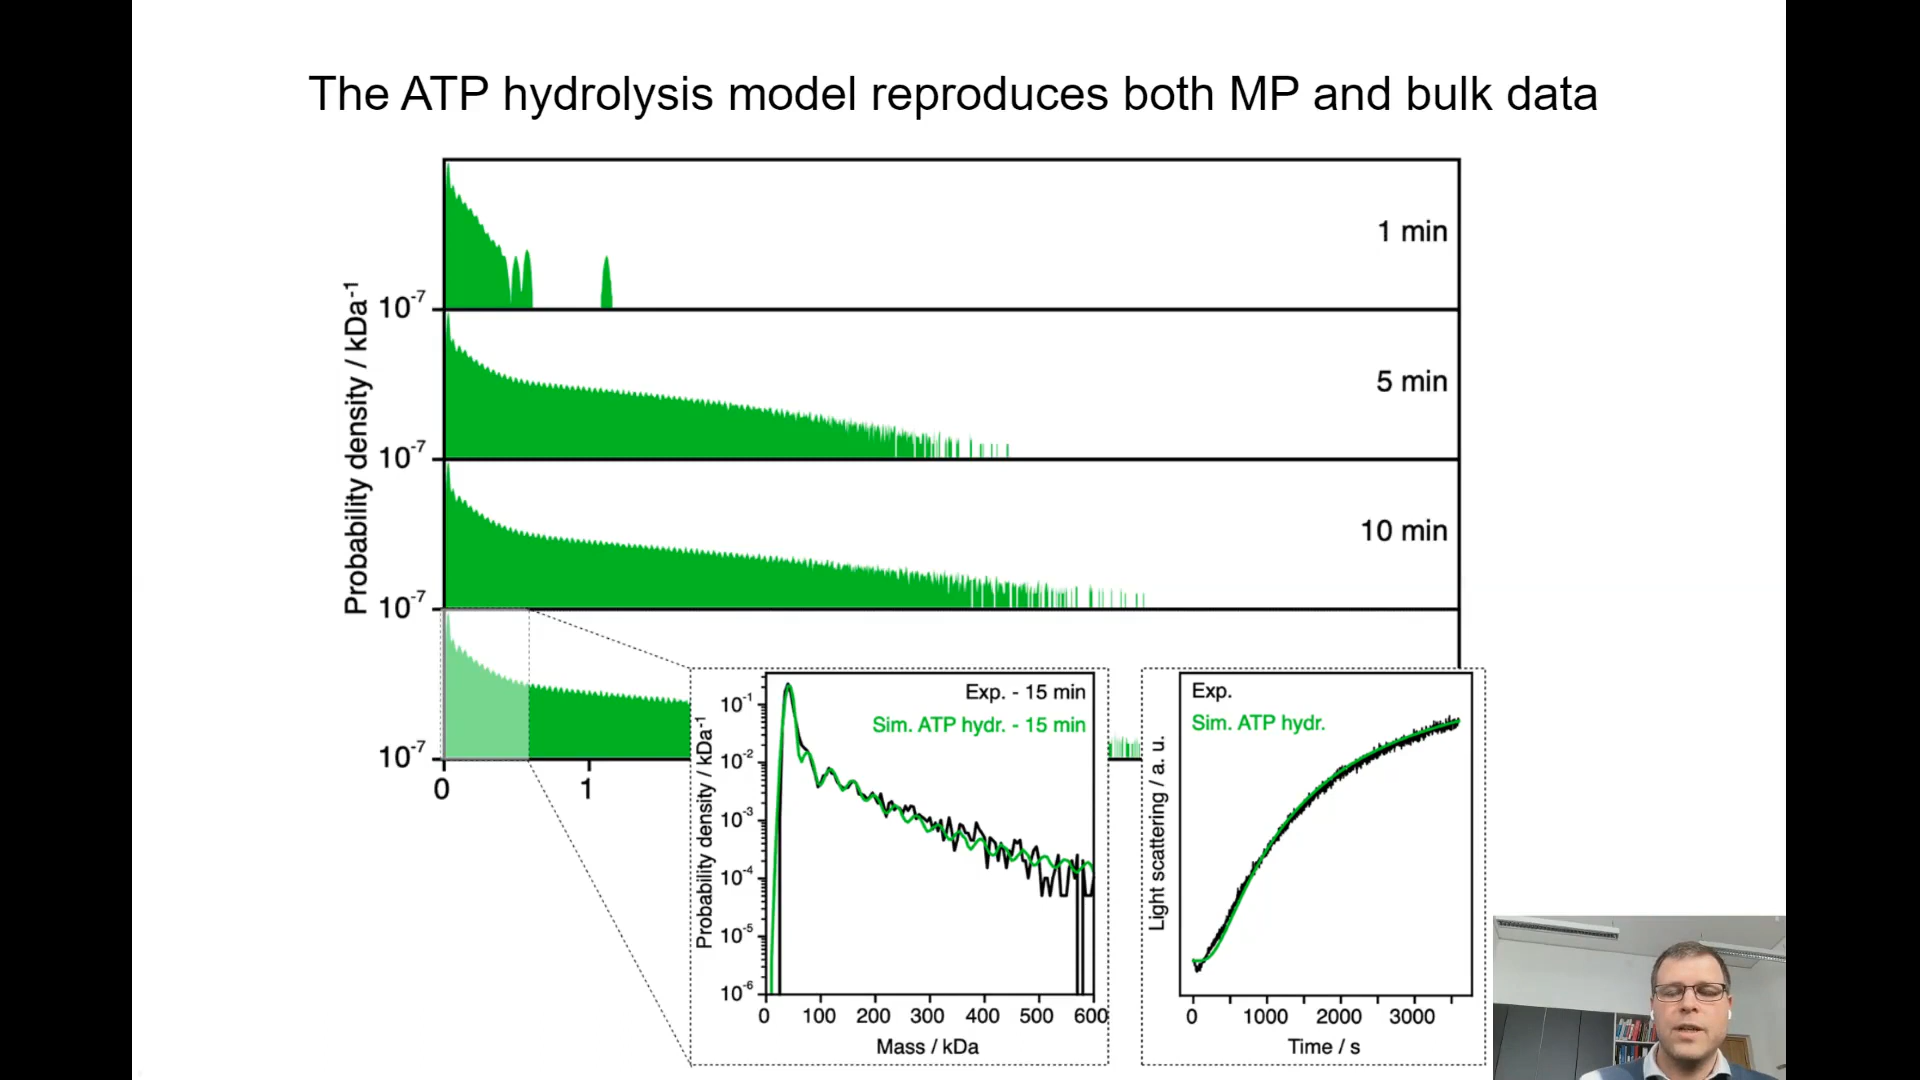 The ATP hydrolysis model reproduces both MP and bulk data
Probability density / kDa⁻¹
10⁻⁷
1 min
10⁻⁷
5 min
10⁻⁷
10 min
10⁻⁷
0
1
Exp. - 15 min
Sim. ATP hydr. - 15 min
Probability density / kDa⁻¹
10⁻¹
10⁻²
10⁻³
10⁻⁴
10⁻⁵
10⁻⁶
0 100 200 300 400 500 600
Mass / kDa
Exp.
Sim. ATP hydr.
Light scattering / a. u.
0 1000 2000 3000
Time / s